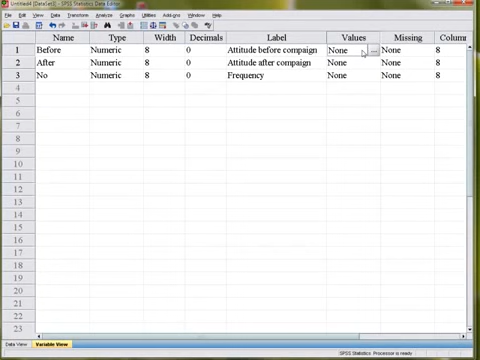 Untitled4 [DataSet3] - SPSS Statistics Data Editor
File Edit View Data Transform Analyze Graphs Utilities Add-ons Window Help
Name Type Width Decimals Label Values Missing Colum
1 Before Numeric 8 0 Attitude before compaign None ... None 8
2 After Numeric 8 0 Attitude after compaign None None 8
3 No Numeric 8 0 Frequency None None 8
4
5
6
7
8
9
10
11
12
13
14
15
16
17
18
19
20
21
22
23
Data View Variable View
SPSS Statistics Processor is ready